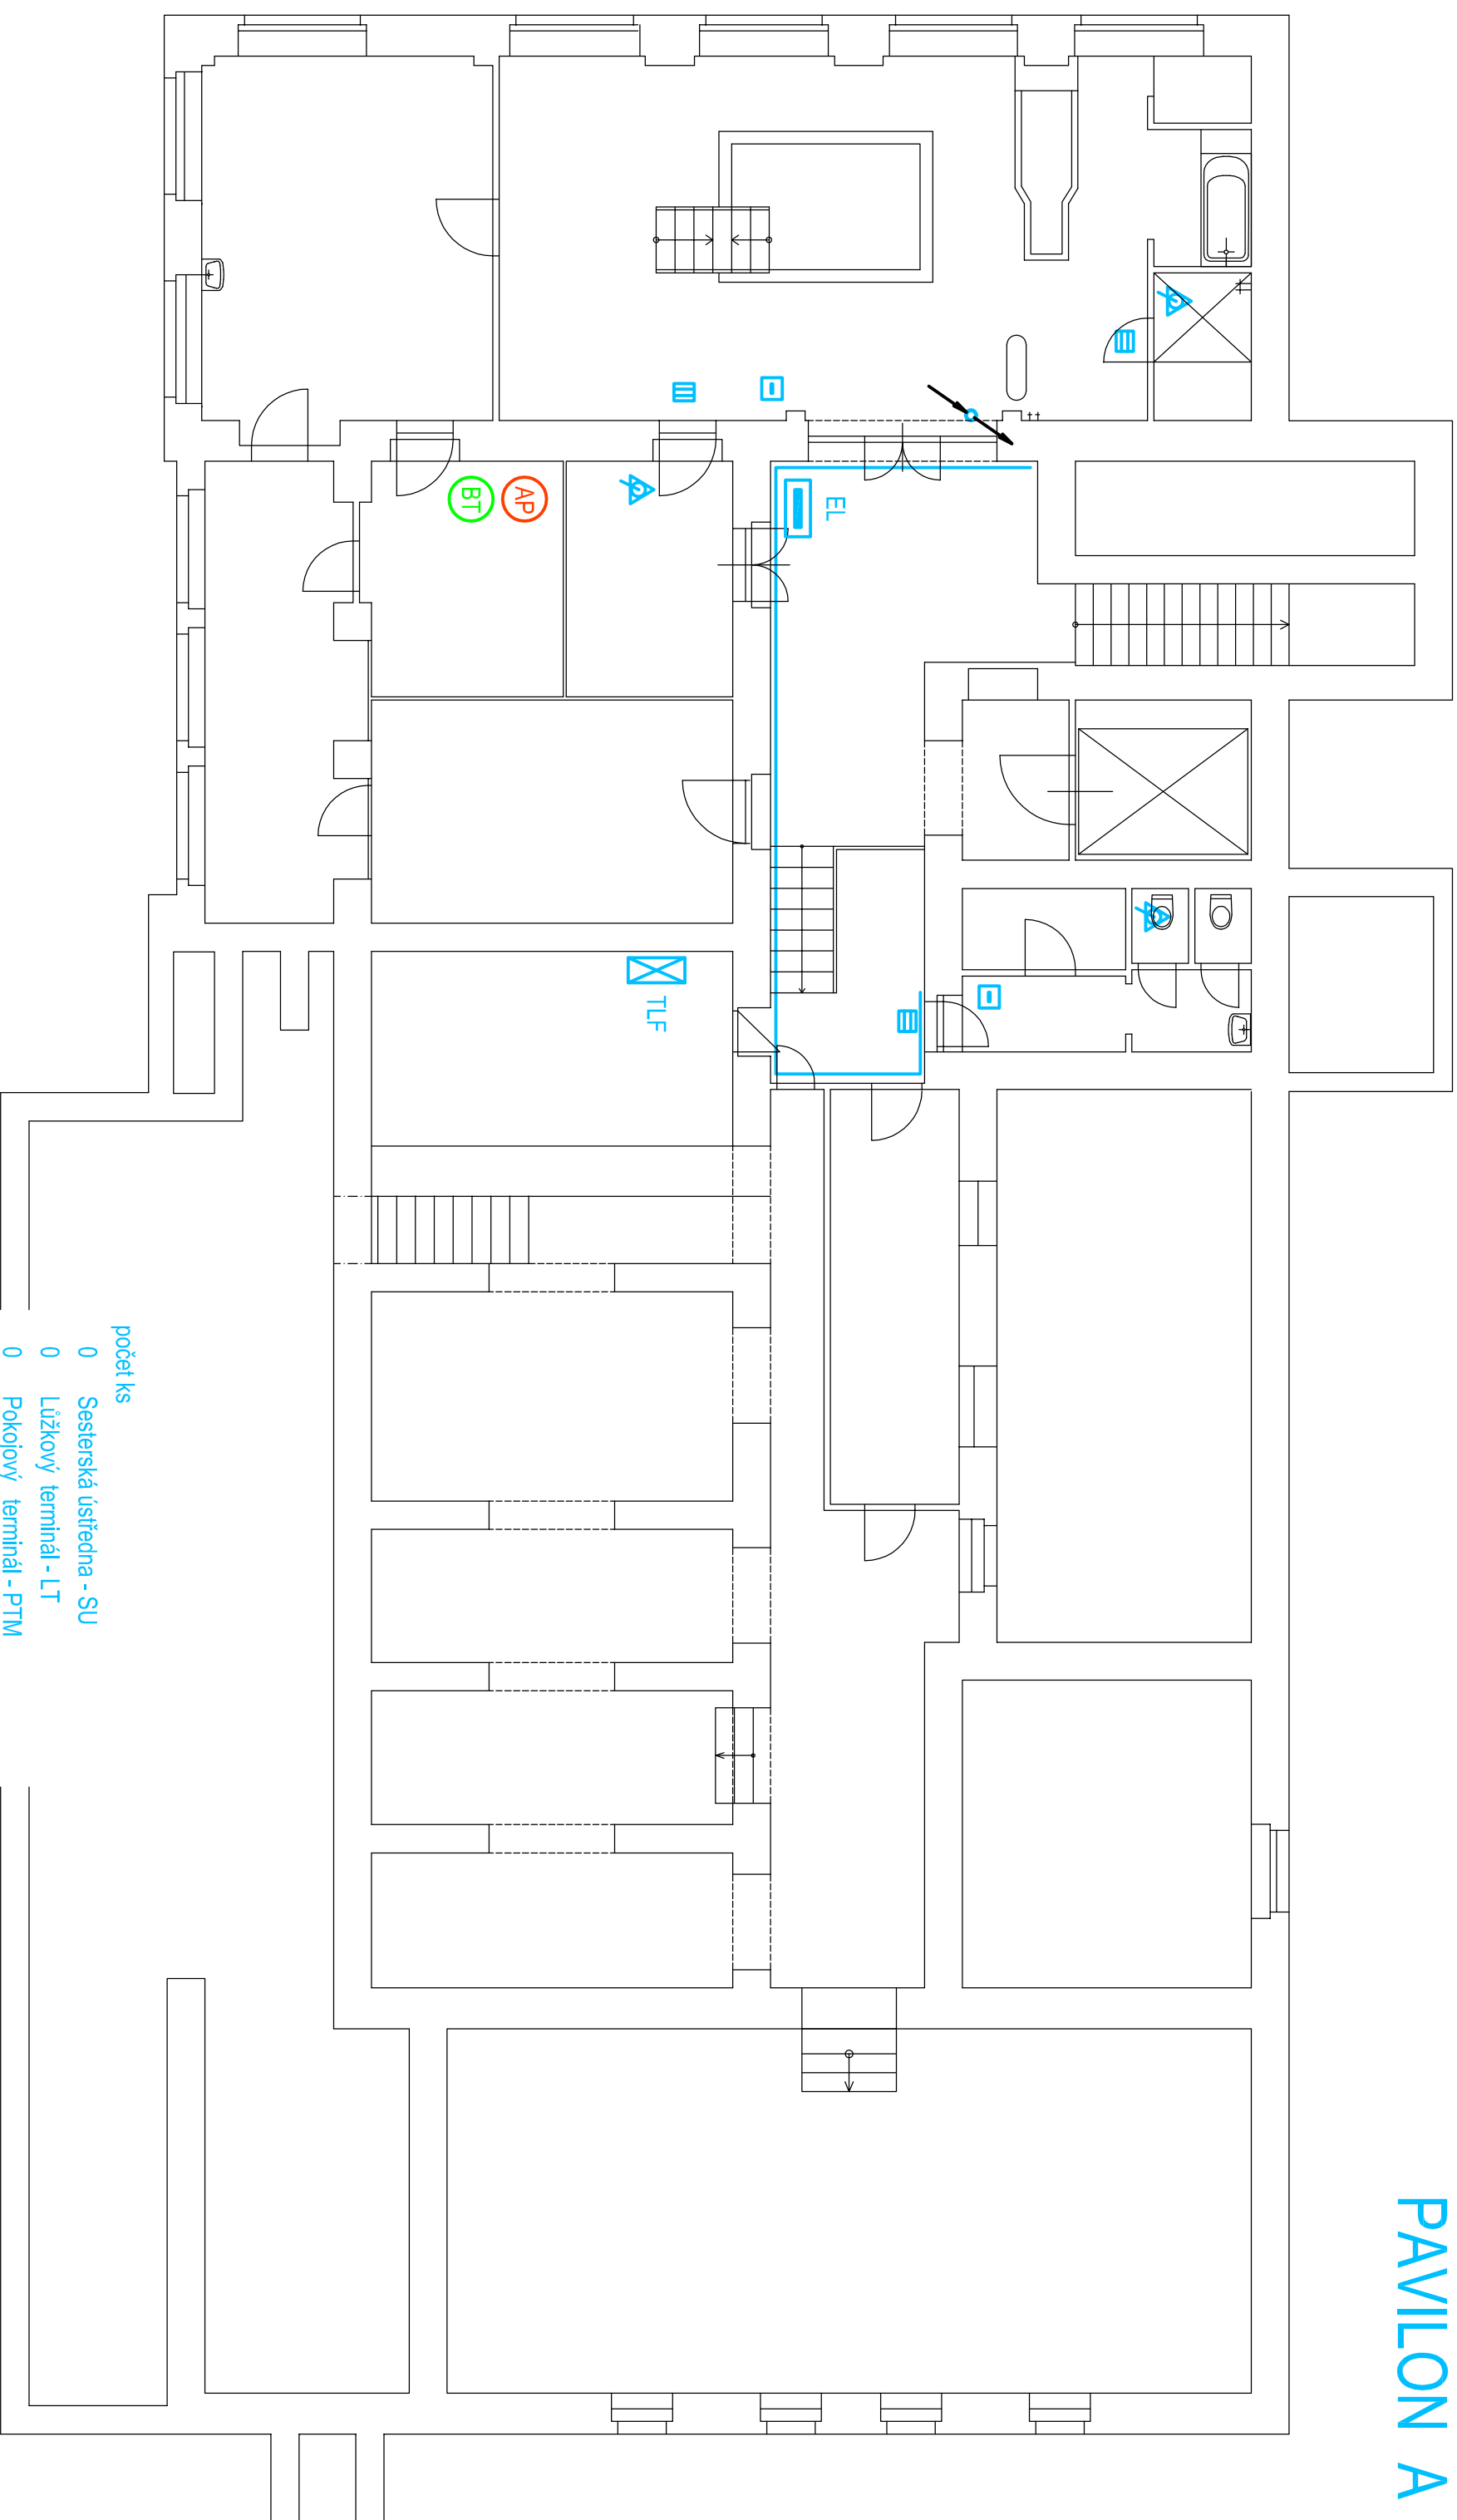 PAVILON A
EL
AP
BT
TLF
počet ks
0 Sesterská ústředna - SU
0 Lůžkový terminál - LT
0 Pokojový terminál - PTM